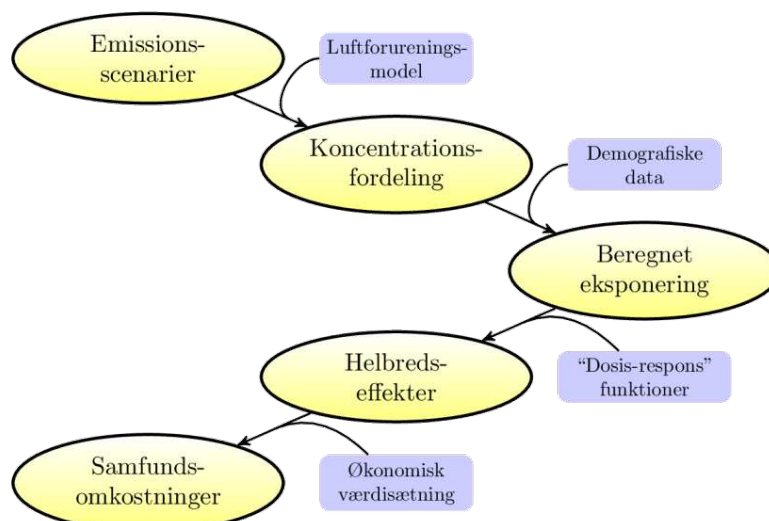 Emissions-
scenarier
Luftforurenings-
model
Koncentrations-
fordeling
Demografiske
data
Beregnet
eksponering
“Dosis-respons”
funktioner
Helbreds-
effekter
Økonomisk
værdisætning
Samfunds-
omkostninger